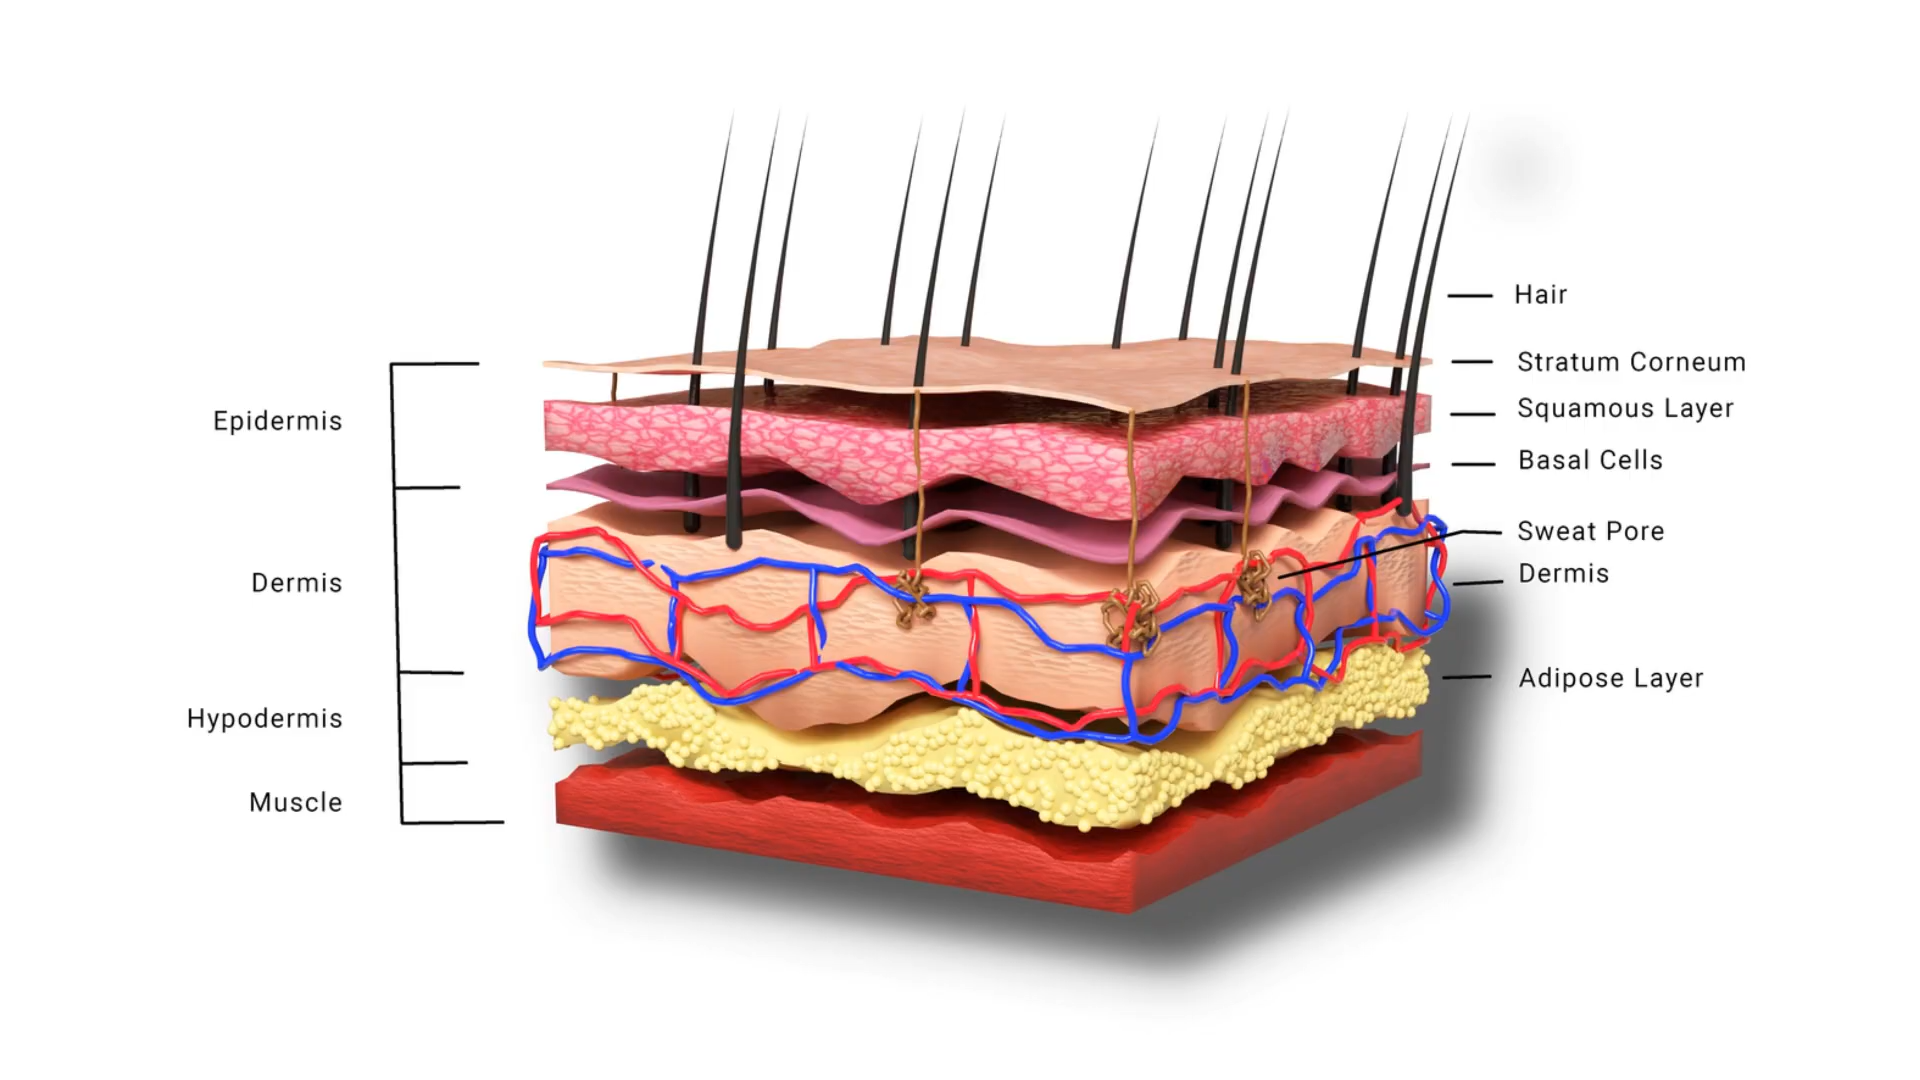 Hair
Stratum Corneum
Squamous Layer
Basal Cells
Sweat Pore
Dermis
Adipose Layer
Epidermis
Dermis
Hypodermis
Muscle